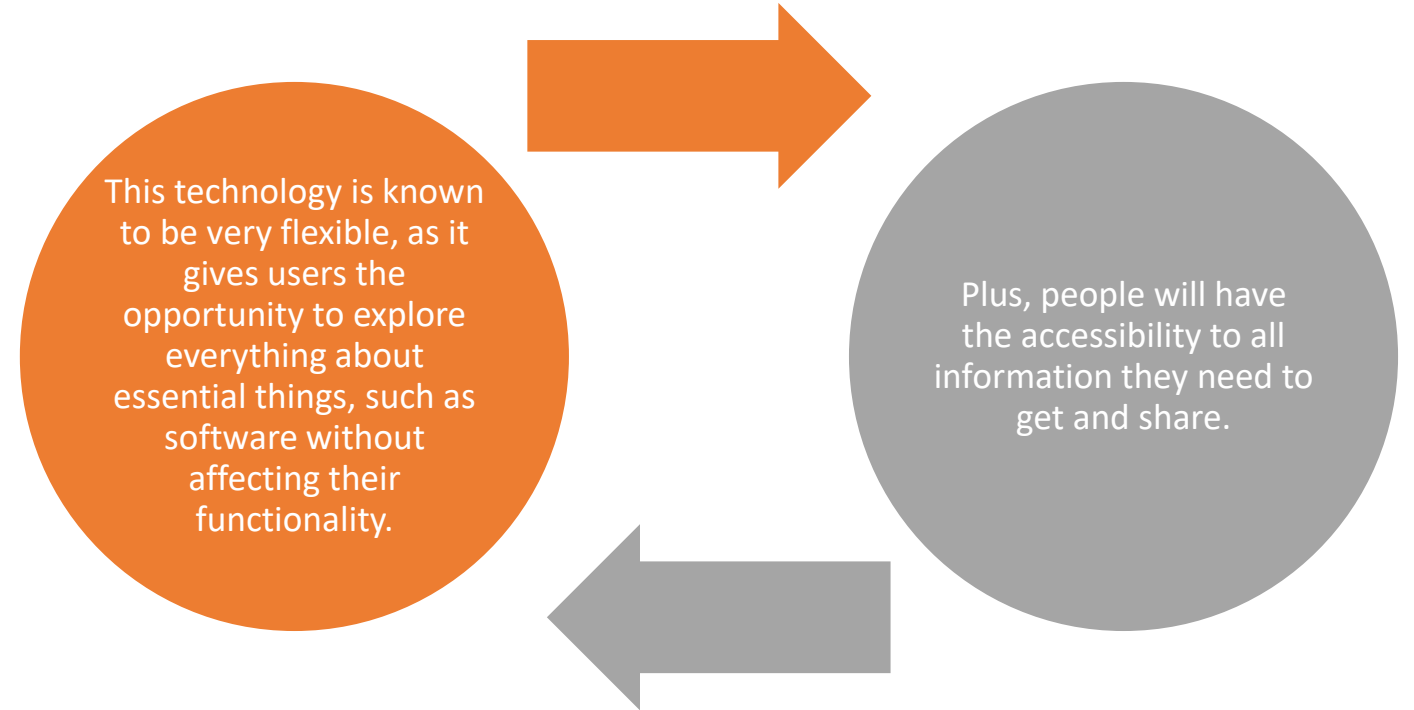 This technology is known
to be very flexible, as it
gives users the
opportunity to explore
everything about
essential things, such as
software without
affecting their
functionality.
Plus, people will have
the accessibility to all
information they need to
get and share.